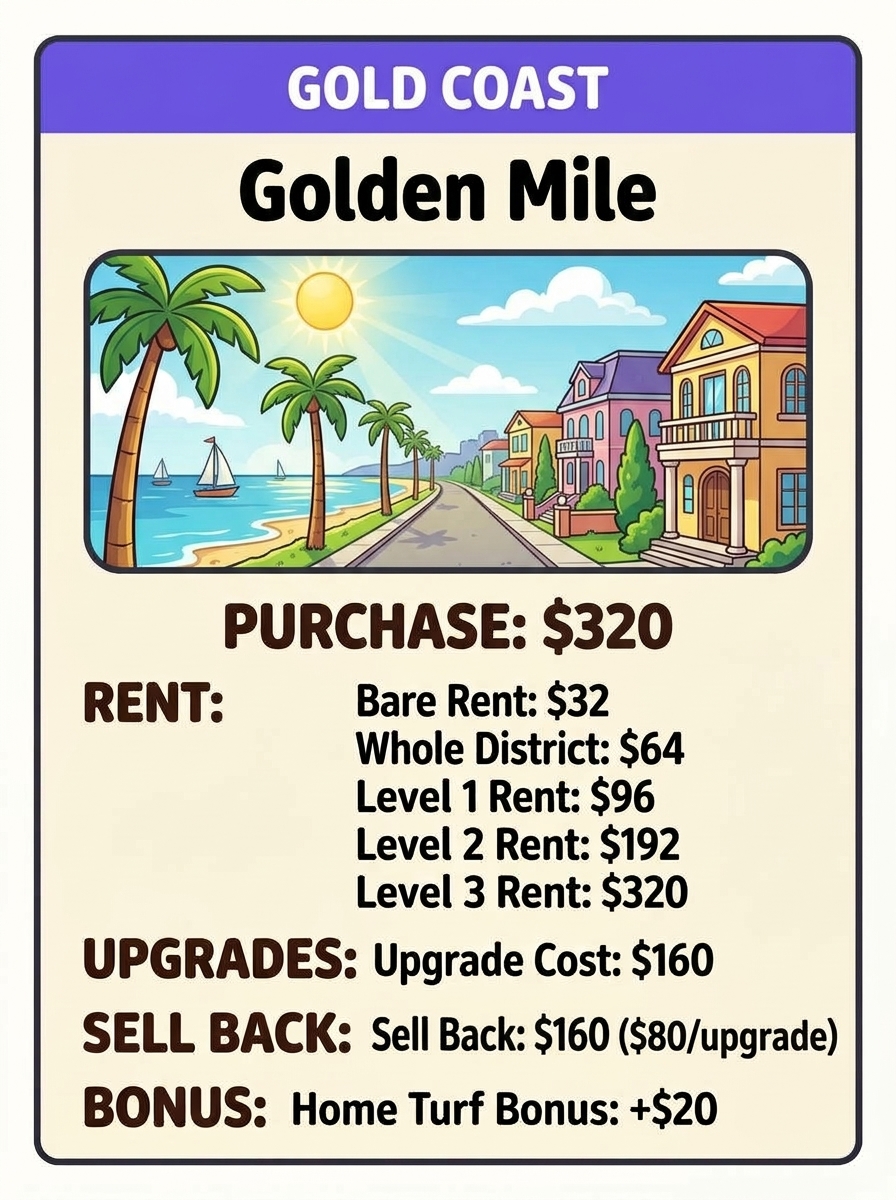 GOLD COAST
Golden Mile
PURCHASE: $320
RENT:
Bare Rent: $32
Whole District: $64
Level 1 Rent: $96
Level 2 Rent: $192
Level 3 Rent: $320
UPGRADES: Upgrade Cost: $160
SELL BACK: Sell Back: $160 ($80/upgrade)
BONUS: Home Turf Bonus: +$20